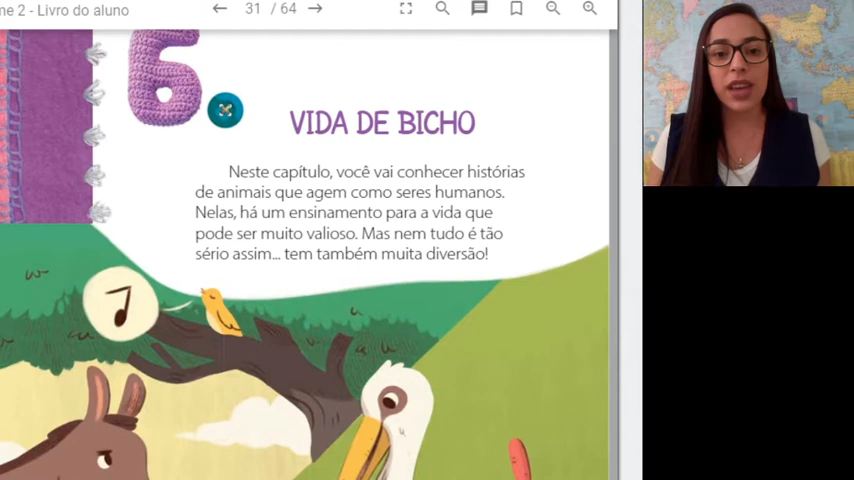 me 2 - Livro do aluno
31 / 64
6.
VIDA DE BICHO
Neste capítulo, você vai conhecer histórias
de animais que agem como seres humanos.
Nelas, há um ensinamento para a vida que
pode ser muito valioso. Mas nem tudo é tão
sério assim... tem também muita diversão!